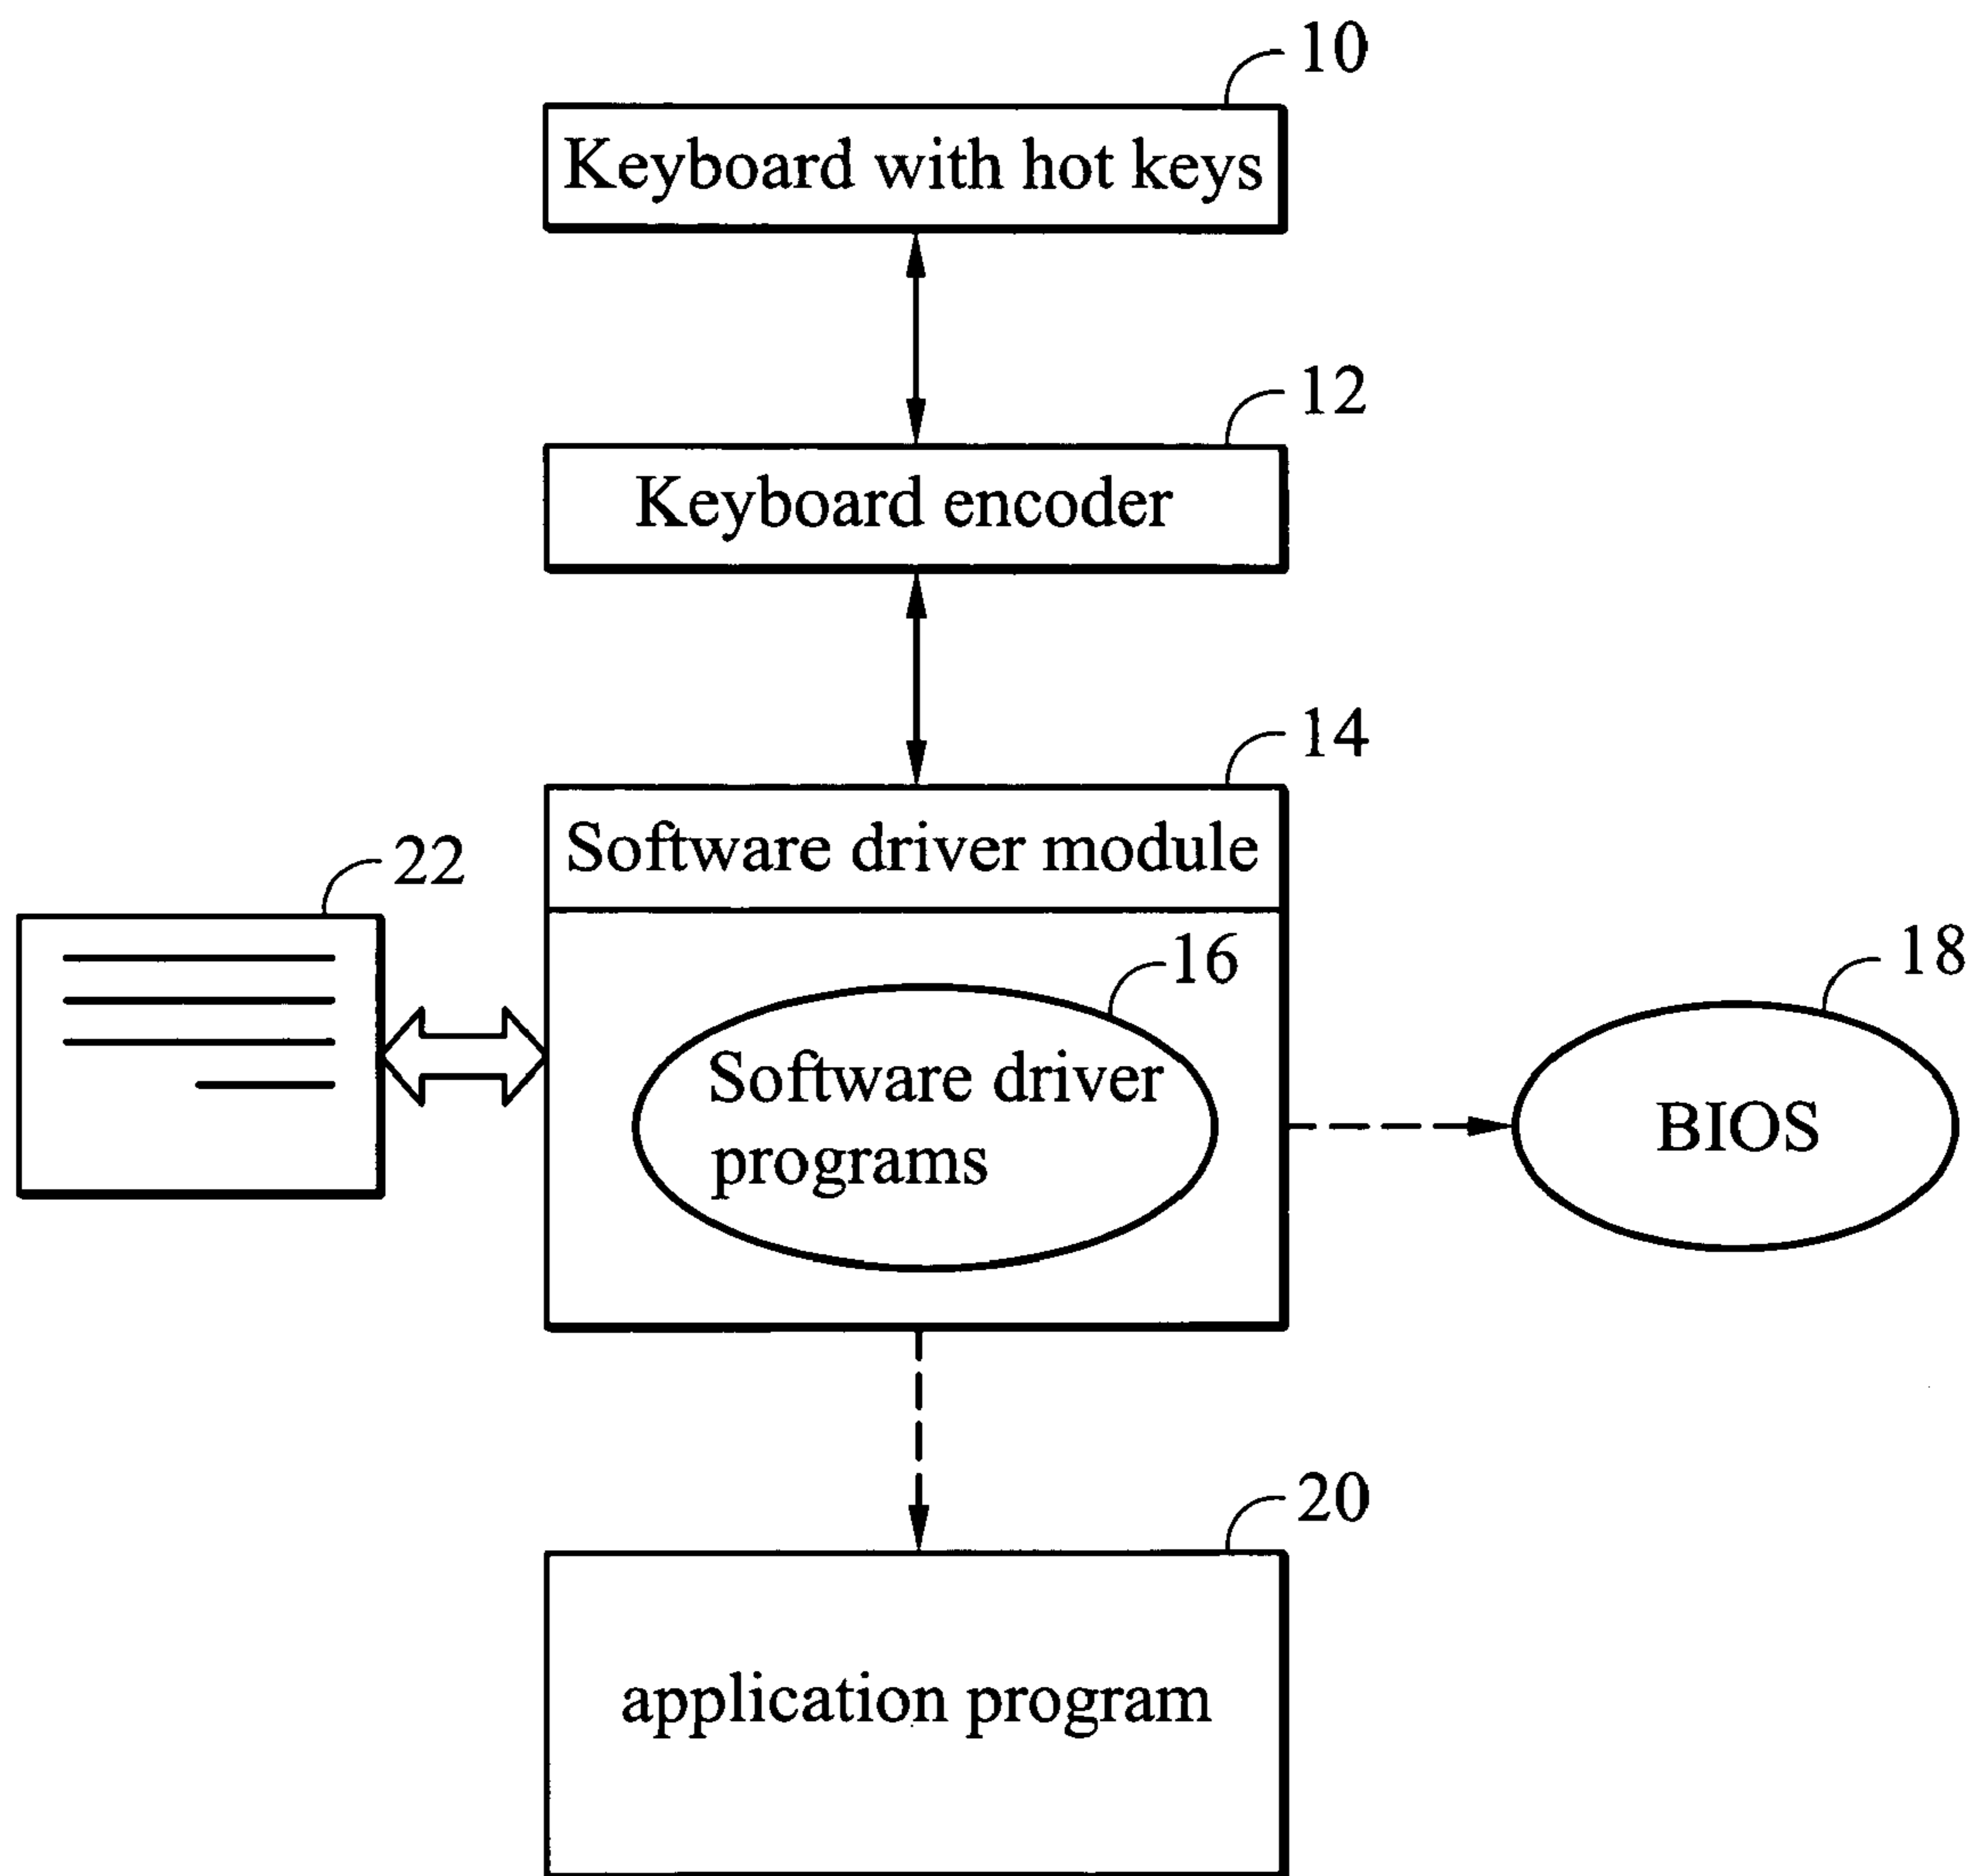 10
Keyboard with hot keys
12
Keyboard encoder
14
Software driver module
22
16
Software driver
programs
18
BIOS
20
application program